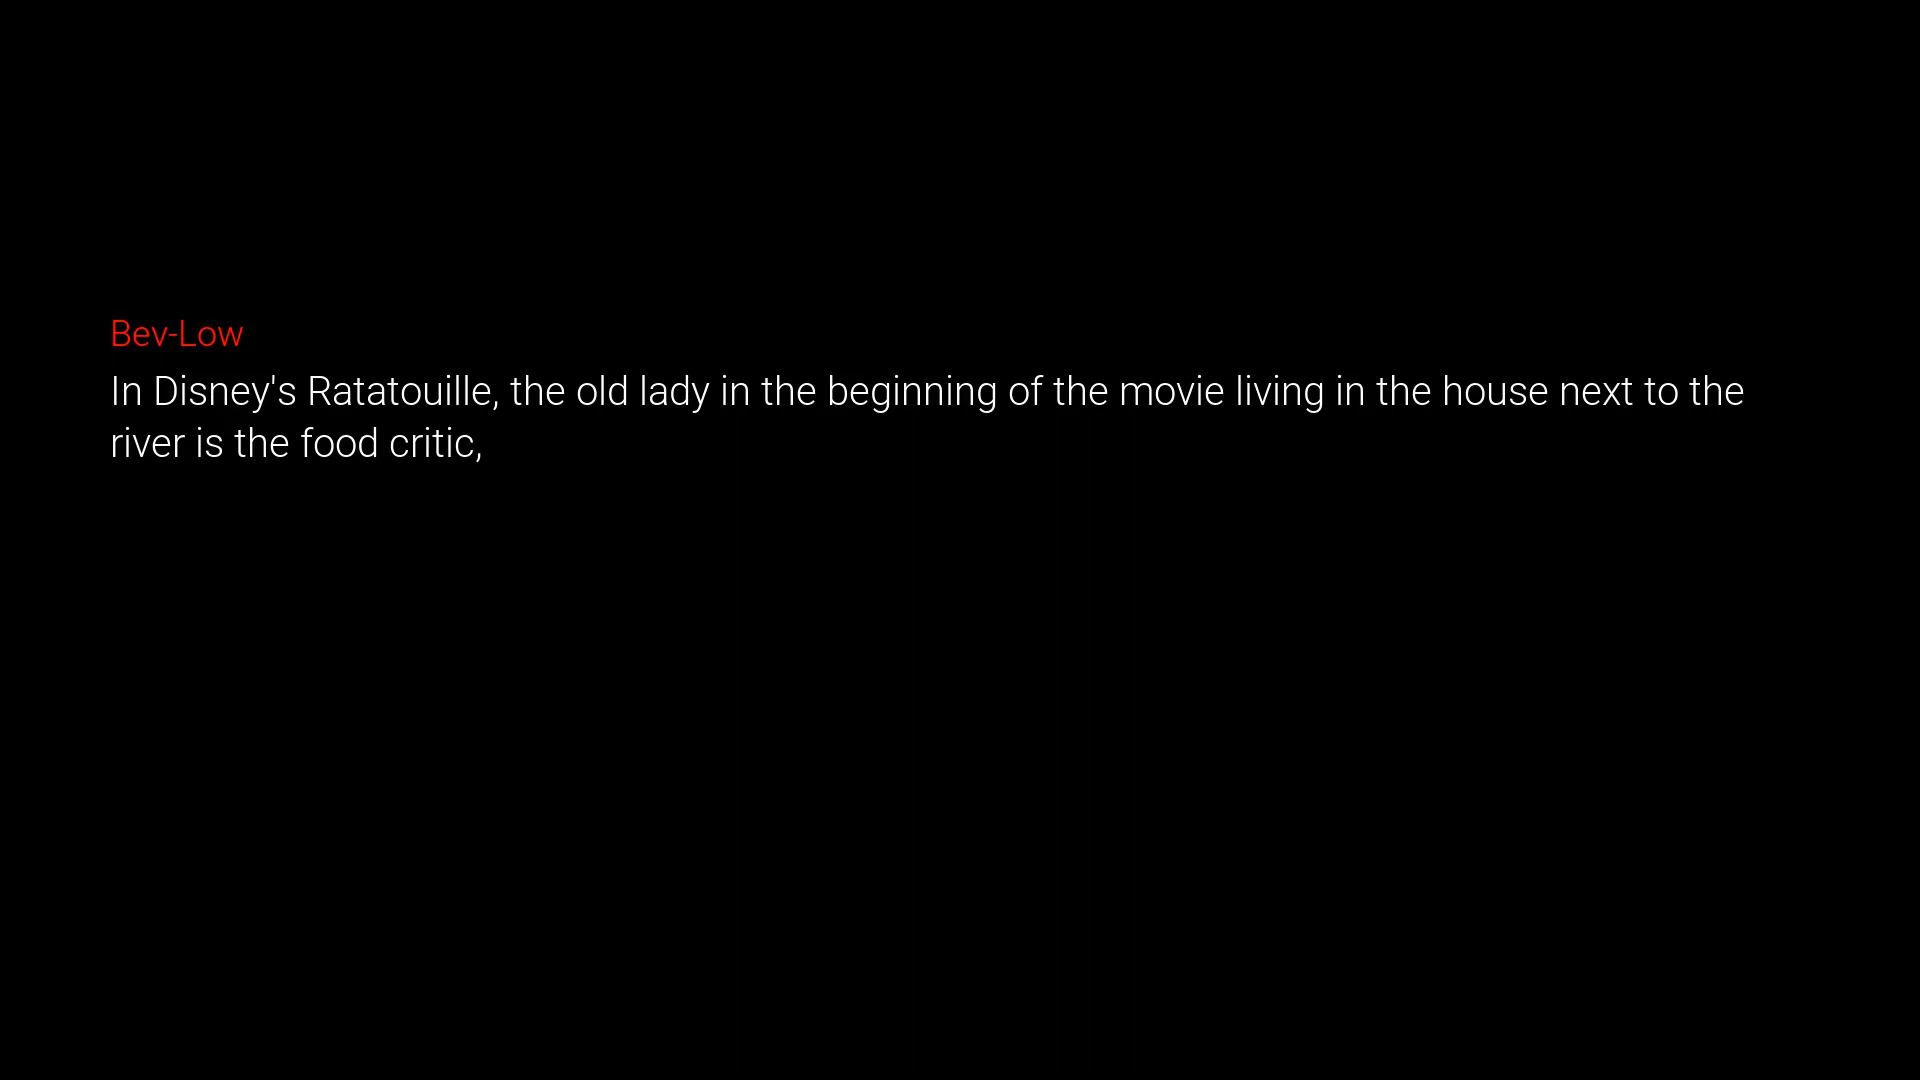 Bev-Low
In Disney's Ratatouille, the old lady in the beginning of the movie living in the house next to the
river is the food critic,